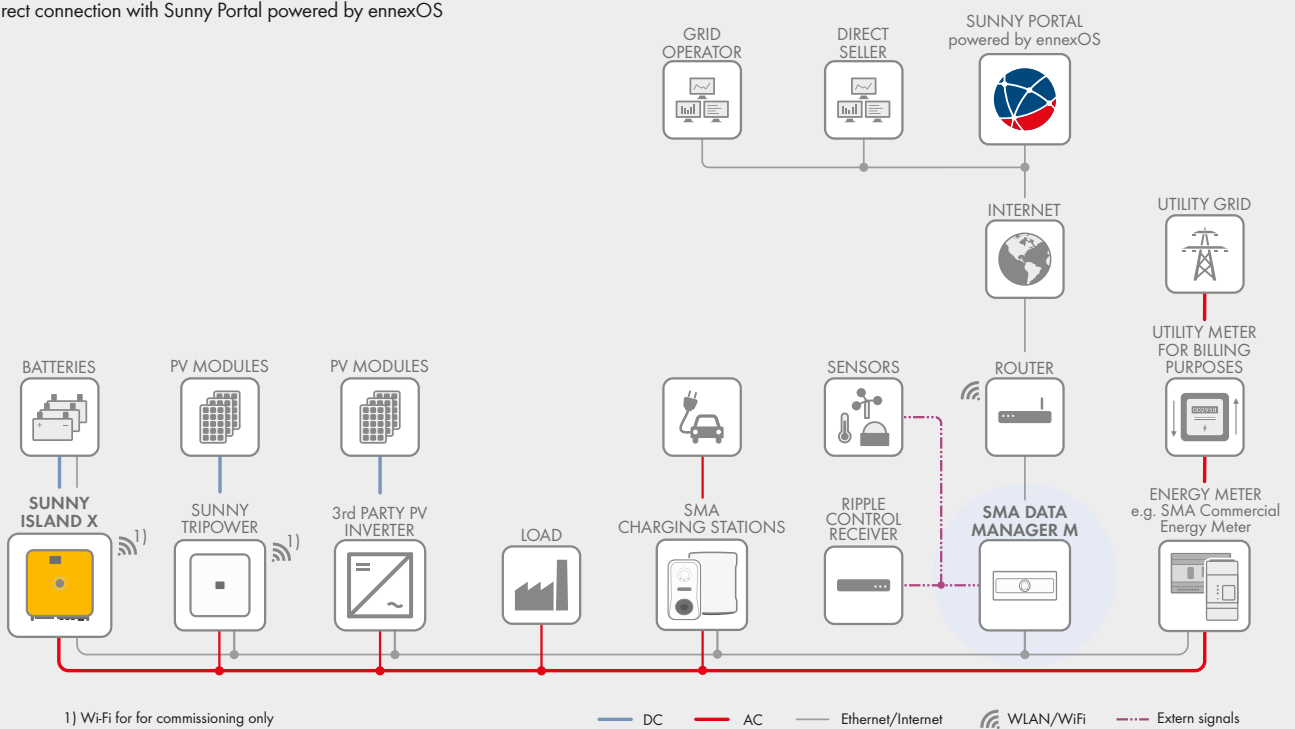 rect connection with Sunny Portal powered by ennexOS
GRID
OPERATOR
DIRECT
SELLER
SUNNY PORTAL
powered by ennexOS
INTERNET
UTILITY GRID
UTILITY METER
FOR BILLING
PURPOSES
BATTERIES
PV MODULES
PV MODULES
SENSORS
ROUTER
002958
SUNNY
ISLAND X
1)
SUNNY
TRIPOWER
1)
3rd PARTY PV
INVERTER
LOAD
SMA
CHARGING STATIONS
RIPPLE
CONTROL
RECEIVER
SMA DATA
MANAGER M
ENERGY METER
e.g. SMA Commercial
Energy Meter
1) Wi-Fi for for commissioning only
DC
AC
Ethernet/Internet
WLAN/WiFi
Extern signals